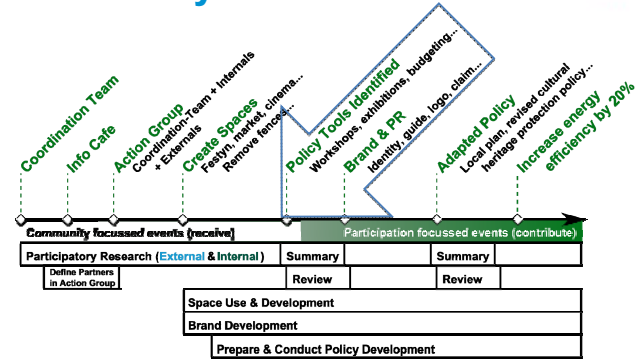 Coordination Team
Info Cafe
Action Group
Coordination-Team + Internals
+ Externals
Create Spaces
Festyn, market, cinema...
Remove fences...
Policy Tools Identified
Workshops, exhibitions, budgeting...
Brand & PR
Identity, guide, logo, claim...
Adapted Policy
Local plan, revised cultural
heritage protection policy...
Increase energy
efficiency by 20%
Community focussed events (receive)
Participation focussed events (contribute)
Participatory Research (External & Internal)
Summary
Summary
Define Partners
in Action Group
Review
Review
Space Use & Development
Brand Development
Prepare & Conduct Policy Development